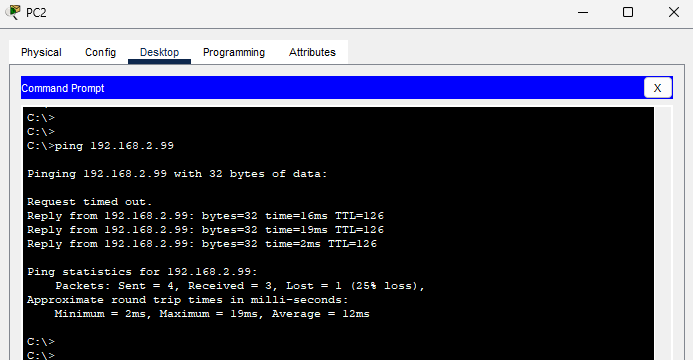 PC2
Physical Config Desktop Programming Attributes
Command Prompt X
C:\>
C:\>
C:\>ping 192.168.2.99
Pinging 192.168.2.99 with 32 bytes of data:
Request timed out.
Reply from 192.168.2.99: bytes=32 time=16ms TTL=126
Reply from 192.168.2.99: bytes=32 time=19ms TTL=126
Reply from 192.168.2.99: bytes=32 time=2ms TTL=126
Ping statistics for 192.168.2.99:
Packets: Sent = 4, Received = 3, Lost = 1 (25% loss),
Approximate round trip times in milli-seconds:
Minimum = 2ms, Maximum = 19ms, Average = 12ms
C:\>
C:\>